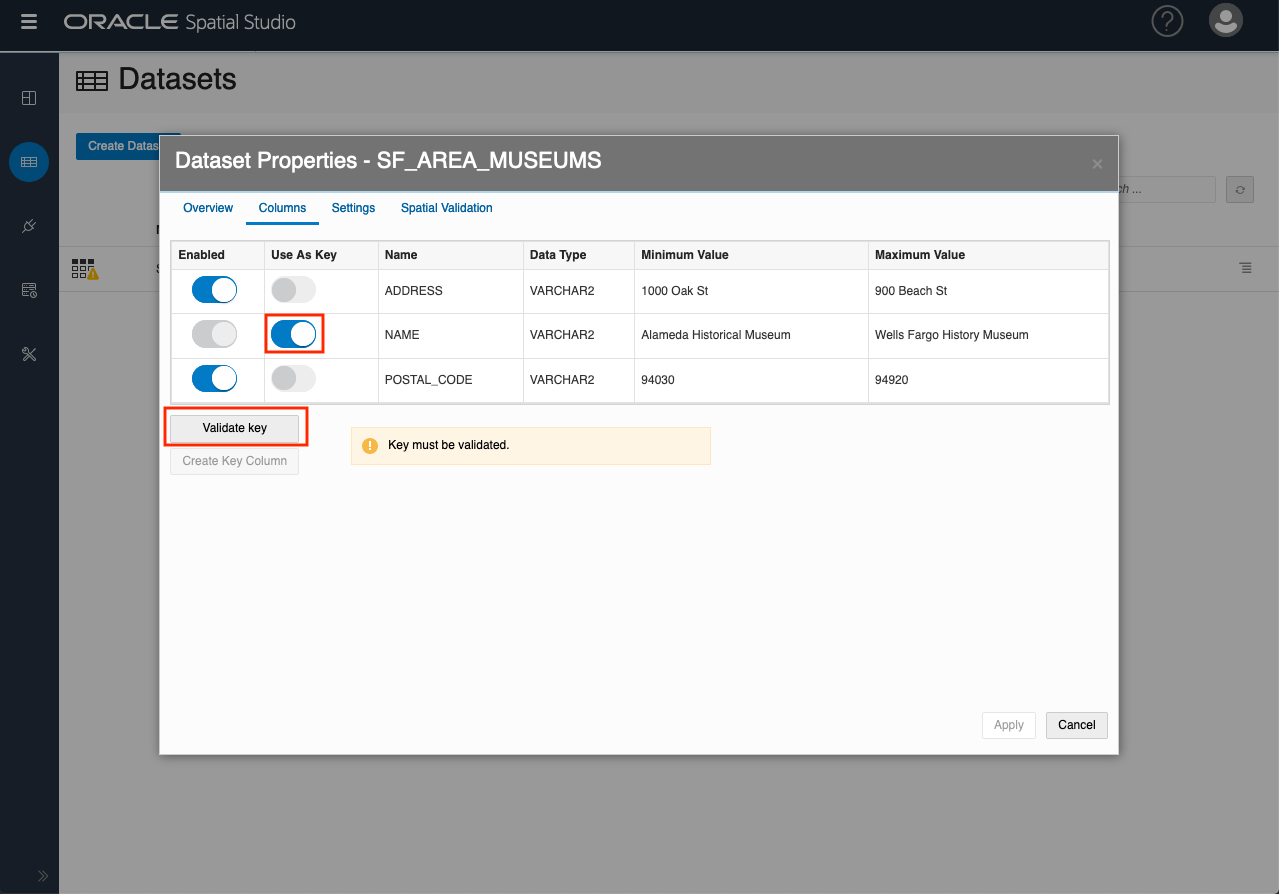 ORACLE Spatial Studio
?
Datasets
Create Datas
ch ...
Dataset Properties - SF_AREA_MUSEUMS
×
Overview Columns Settings Spatial Validation
Enabled Use As Key Name Data Type Minimum Value Maximum Value
ADDRESS VARCHAR2 1000 Oak St 900 Beach St
NAME VARCHAR2 Alameda Historical Museum Wells Fargo History Museum
POSTAL_CODE VARCHAR2 94030 94920
Validate key
! Key must be validated.
Create Key Column
Apply Cancel